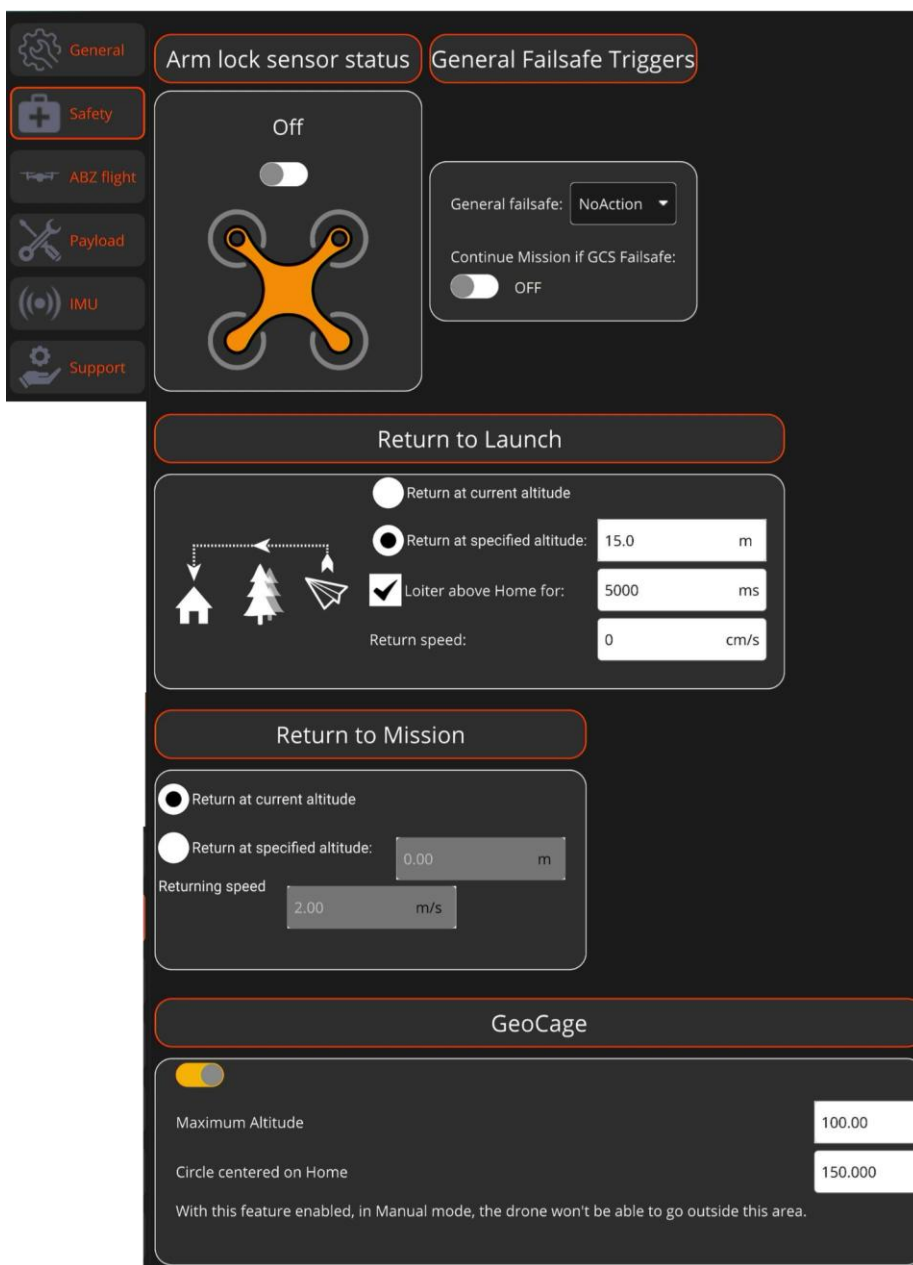 General
Safety
ABZ flight
Payload
IMU
Support
Arm lock sensor status
Off
General Failsafe Triggers
General failsafe: NoAction
Continue Mission if GCS Failsafe:
OFF
Return to Launch
Return at current altitude
Return at specified altitude: 15.0 m
Loiter above Home for: 5000 ms
Return speed: 0 cm/s
Return to Mission
Return at current altitude
Return at specified altitude: 0.00 m
Returning speed 2.00 m/s
GeoCage
Maximum Altitude 100.00
Circle centered on Home 150.000
With this feature enabled, in Manual mode, the drone won't be able to go outside this area.